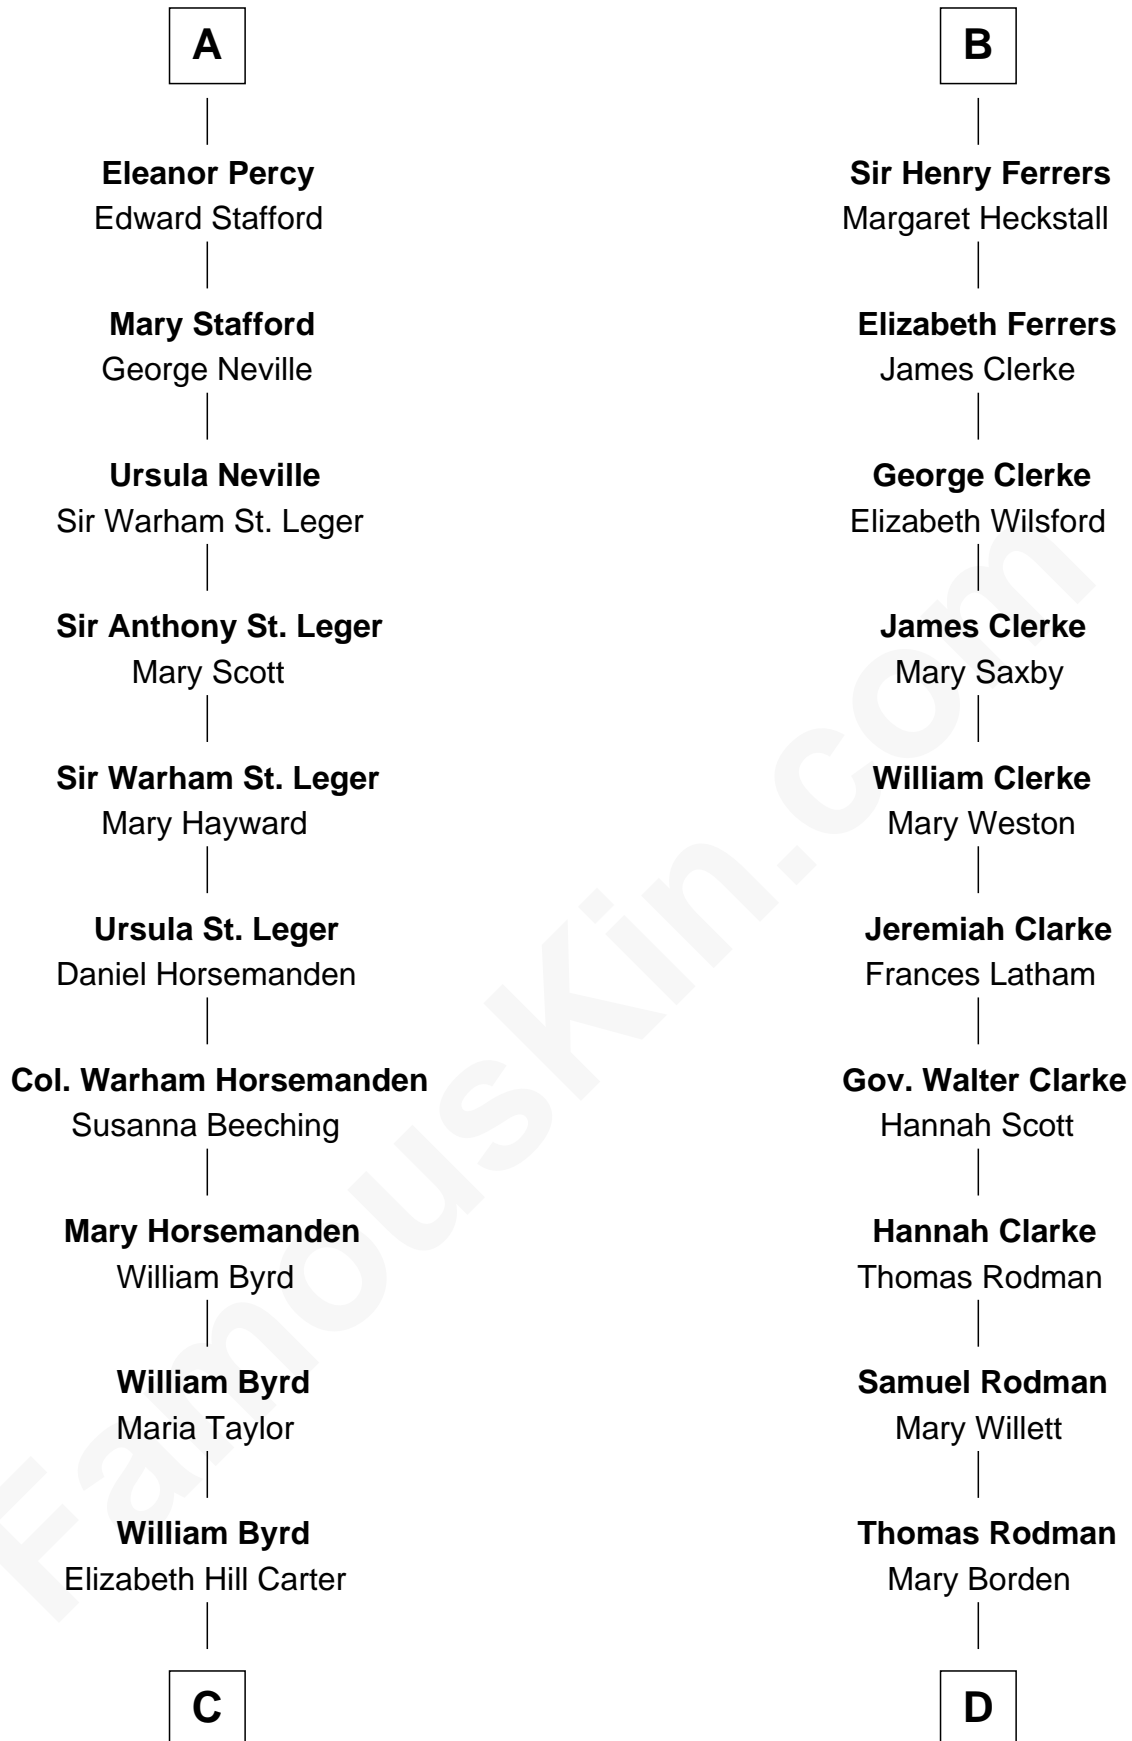 A
Eleanor Percy
Edward Stafford
Mary Stafford
George Neville
Ursula Neville
Sir Warham St. Leger
Sir Anthony St. Leger
Mary Scott
Sir Warham St. Leger
Mary Hayward
Ursula St. Leger
Daniel Horsemanden
Col. Warham Horsemanden
Susanna Beeching
Mary Horsemanden
William Byrd
William Byrd
Maria Taylor
William Byrd
Elizabeth Hill Carter
C
B
Sir Henry Ferrers
Margaret Heckstall
Elizabeth Ferrers
James Clerke
George Clerke
Elizabeth Wilsford
James Clerke
Mary Saxby
William Clerke
Mary Weston
Jeremiah Clarke
Frances Latham
Gov. Walter Clarke
Hannah Scott
Hannah Clarke
Thomas Rodman
Samuel Rodman
Mary Willett
Thomas Rodman
Mary Borden
D
FamousKin.com